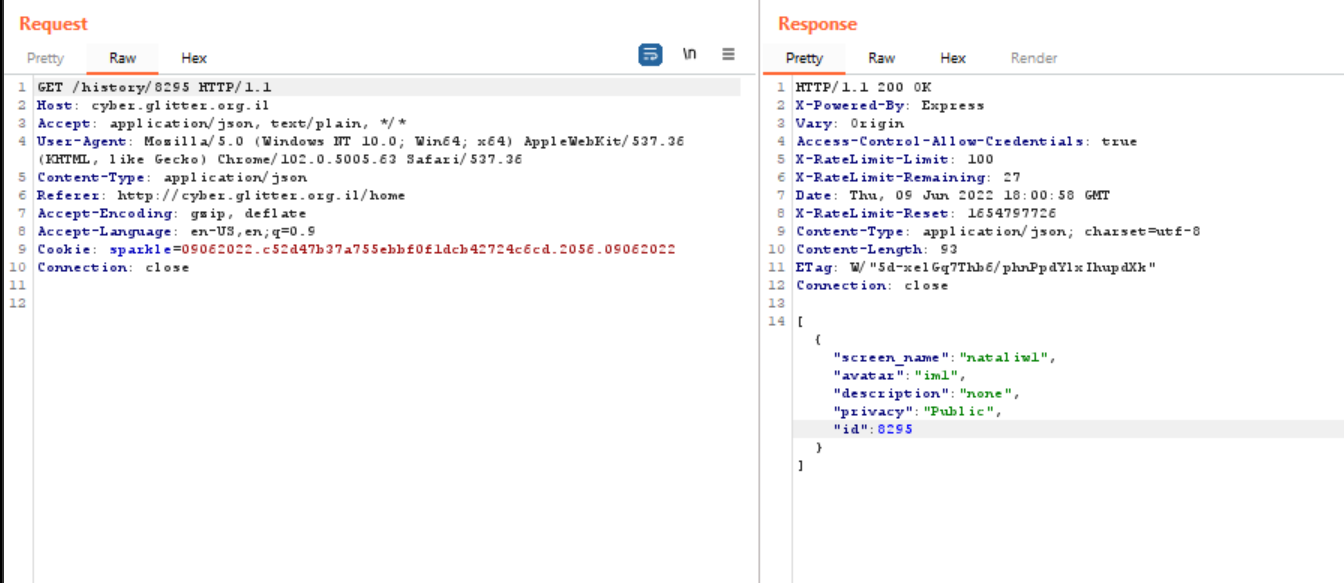 Request
Pretty Raw Hex \n
1 GET /history/8295 HTTP/1.1
2 Host: cyber.glitter.org.il
3 Accept: application/json, text/plain, */*
4 User-Agent: Mozilla/5.0 (Windows NT 10.0; Win64; x64) AppleWebKit/537.36
(KHTML, like Gecko) Chrome/102.0.5005.63 Safari/537.36
5 Content-Type: application/json
6 Referer: http://cyber.glitter.org.il/home
7 Accept-Encoding: gzip, deflate
8 Accept-Language: en-US,en;q=0.9
9 Cookie: sparkle=09062022.c52d47b37a755ebbf0f1dcb42724c6cd.2056.09062022
10 Connection: close
11
12
Response
Pretty Raw Hex Render
1 HTTP/1.1 200 OK
2 X-Powered-By: Express
3 Vary: Origin
4 Access-Control-Allow-Credentials: true
5 X-RateLimit-Limit: 100
6 X-RateLimit-Remaining: 27
7 Date: Thu, 09 Jun 2022 18:00:58 GMT
8 X-RateLimit-Reset: 1654797726
9 Content-Type: application/json; charset=utf-8
10 Content-Length: 93
11 ETag: W/"5d-xelGq7Thb6/phnPpdYlxIhupdXk"
12 Connection: close
13
14 [
{
"screen_name":"nataliwl",
"avatar":"im1",
"description":"none",
"privacy":"Public",
"id":8295
}
]